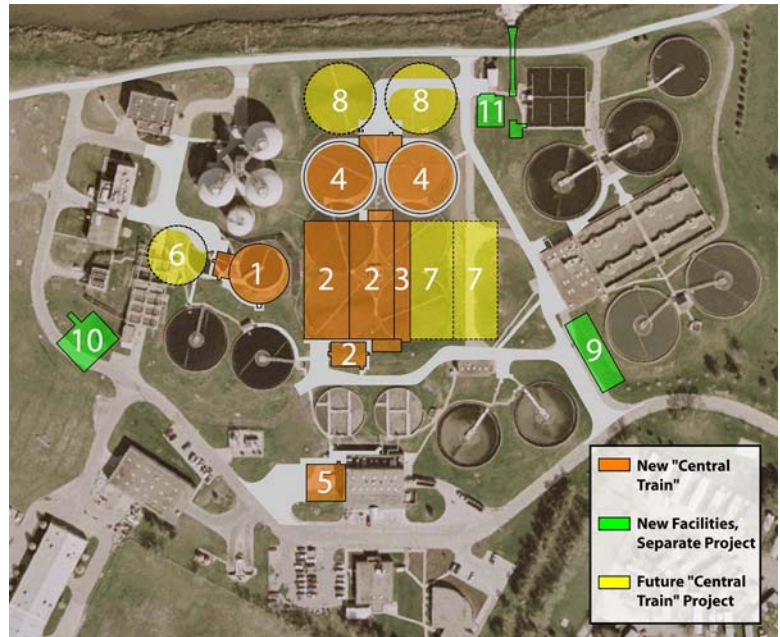 8 8
11
4 4
6
1
2 2 3 7 7
10
2
9
5
New "Central
Train"
New Facilities,
Separate Project
Future "Central
Train" Project